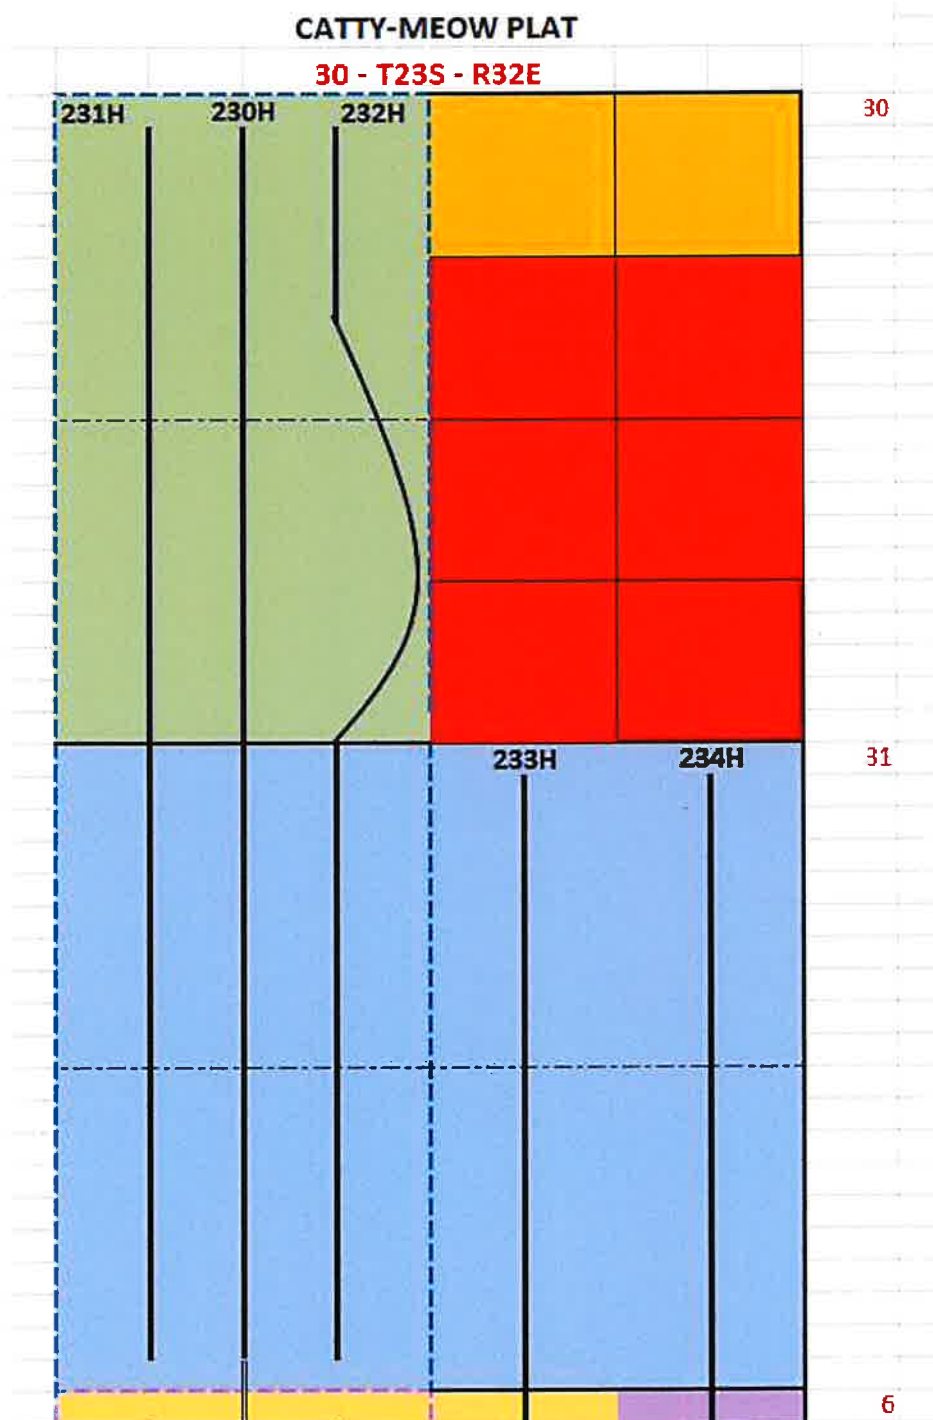 CATTY-MEOW PLAT
30 - T23S - R32E
30
231H 230H 232H
31
233H 234H
6